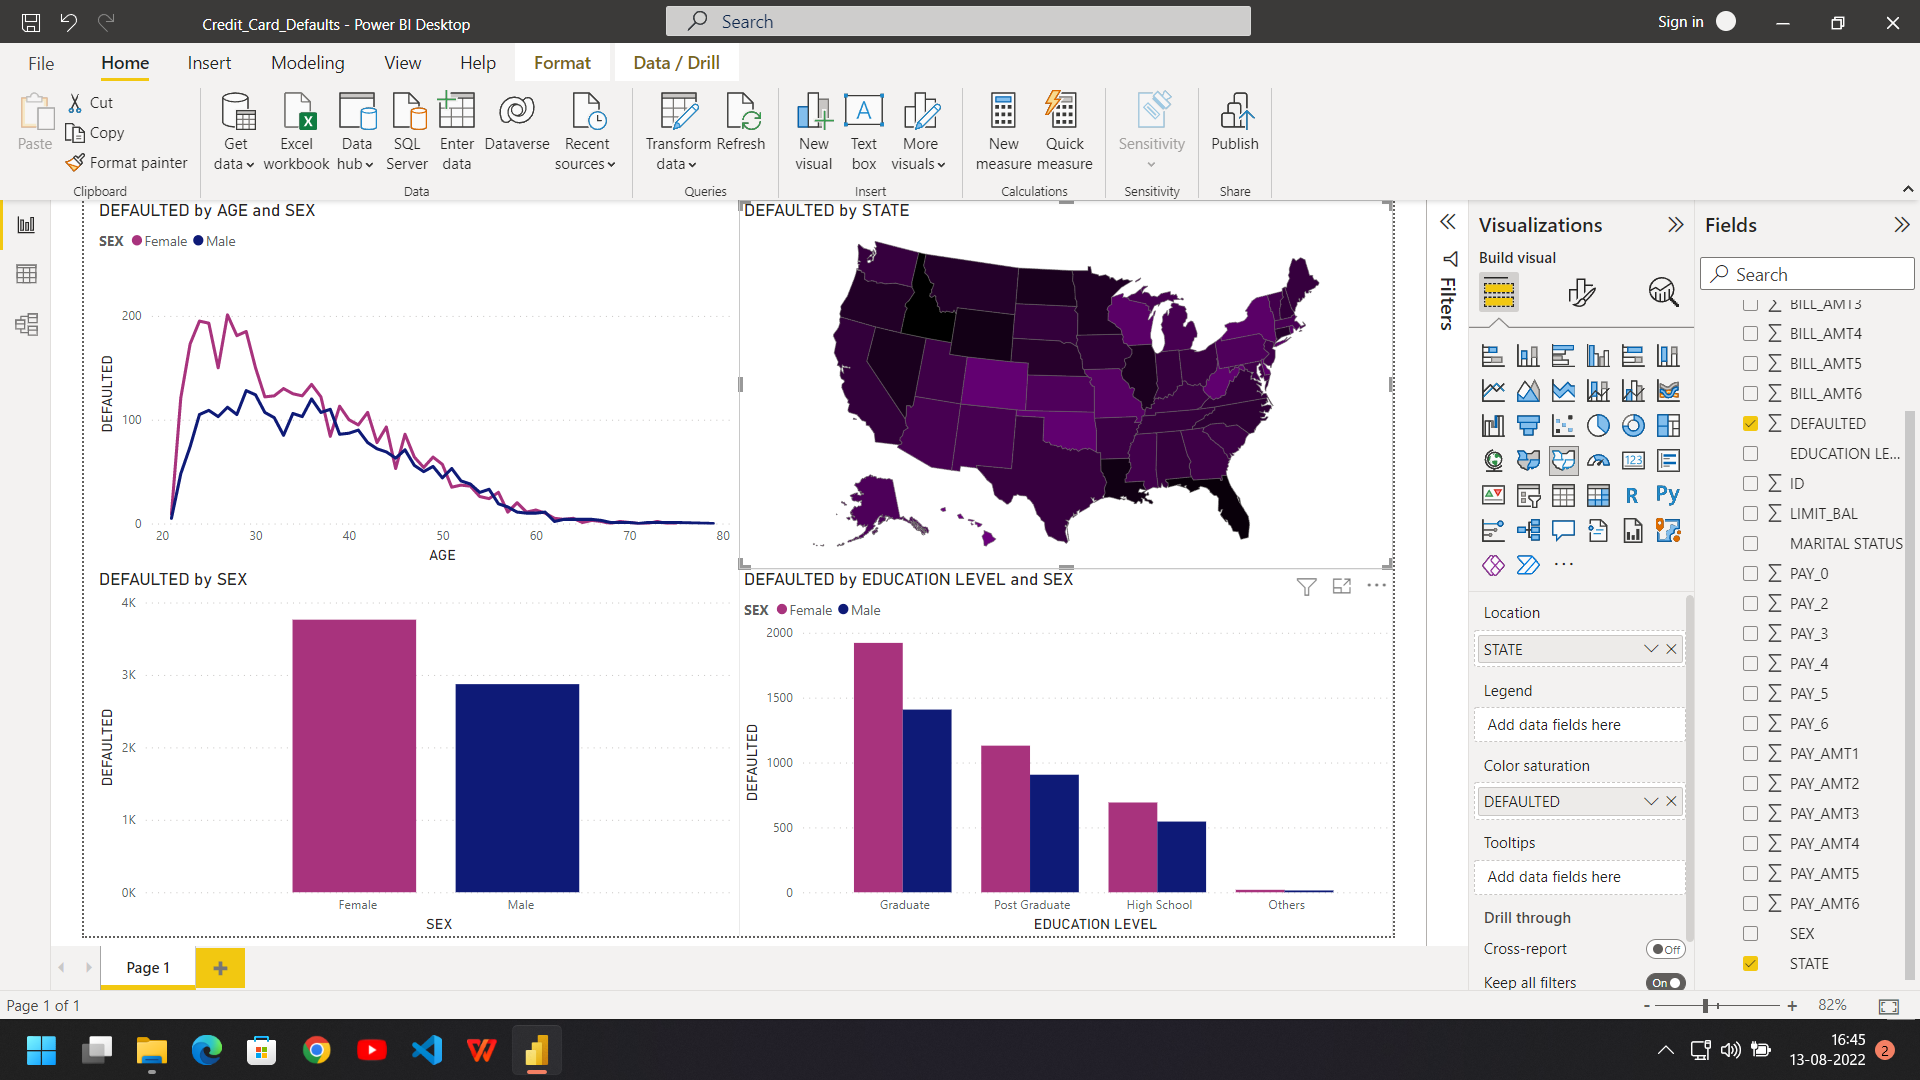 Credit_Card_Defaults - Power BI Desktop
Search
Sign in
File
Home
Insert
Modeling
View
Help
Format
Data / Drill
Paste
Cut
Copy
Format painter
Clipboard
Get data
Excel workbook
Data hub
SQL Server
Enter data
Dataverse
Recent sources
Data
Transform data
Refresh
Queries
New visual
Text box
More visuals
Insert
New measure
Quick measure
Calculations
Sensitivity
Sensitivity
Publish
Share
DEFAULTED by AGE and SEX
SEX Female Male
DEFAULTED
200
100
0
20 30 40 50 60 70 80
AGE
DEFAULTED by STATE
DEFAULTED by SEX
DEFAULTED
4K
3K
2K
1K
0K
Female Male
SEX
DEFAULTED by EDUCATION LEVEL and SEX
SEX Female Male
DEFAULTED
2000
1500
1000
500
0
Graduate Post Graduate High School Others
EDUCATION LEVEL
Filters
Visualizations
Build visual
123
R
Py
Location
STATE
Legend
Add data fields here
Color saturation
DEFAULTED
Tooltips
Add data fields here
Drill through
Cross-report
Off
Keep all filters
On
Fields
Search
BILL_AMT3
BILL_AMT4
BILL_AMT5
BILL_AMT6
DEFAULTED
EDUCATION LE...
ID
LIMIT_BAL
MARITAL STATUS
PAY_0
PAY_2
PAY_3
PAY_4
PAY_5
PAY_6
PAY_AMT1
PAY_AMT2
PAY_AMT3
PAY_AMT4
PAY_AMT5
PAY_AMT6
SEX
STATE
Page 1
Page 1 of 1
82%
16:45
13-08-2022
2